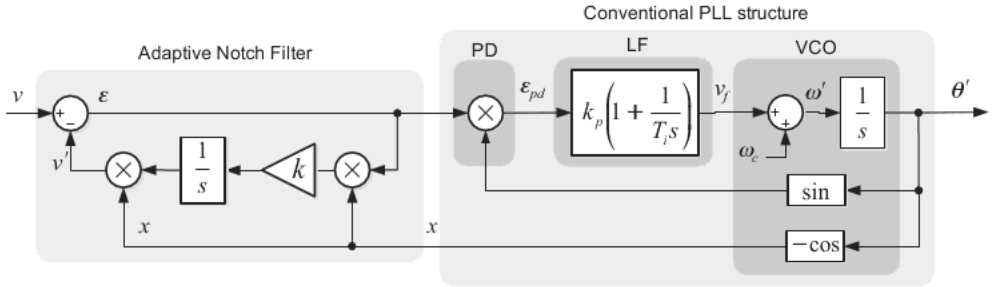 Conventional PLL structure
Adaptive Notch Filter
PD
LF
VCO
v
+
−
ε
×
ε_pd
k_p(1 + 1/(T_i s))
v_f
+
+
ω'
1/s
θ'
ω_c
v'
×
1/s
k
×
sin
x
x
−cos